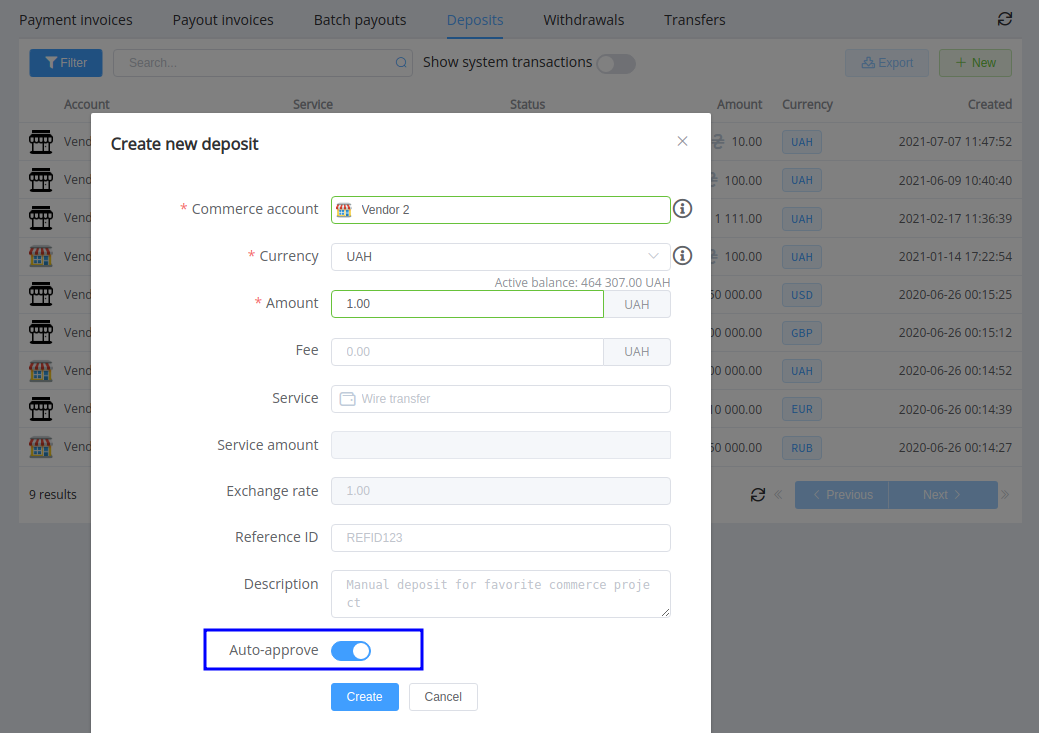 Payment invoices Payout invoices Batch payouts Deposits Withdrawals Transfers
Filter Search... Show system transactions Export + New
Account Service Status Amount Currency Created
Create new deposit
Vend 10.00 UAH 2021-07-07 11:47:52
Vend 100.00 UAH 2021-06-09 10:40:40
* Commerce account Vendor 2
Vend 1 111.00 UAH 2021-02-17 11:36:39
* Currency UAH
Vend 100.00 UAH 2021-01-14 17:22:54
Active balance: 464 307.00 UAH
Vend 0 000.00 USD 2020-06-26 00:15:25
* Amount 1.00 UAH
Vend 00 000.00 GBP 2020-06-26 00:15:12
Fee 0.00 UAH
Vend 00 000.00 UAH 2020-06-26 00:14:52
Service Wire transfer
Vend 10 000.00 EUR 2020-06-26 00:14:39
Service amount
Vend 0 000.00 RUB 2020-06-26 00:14:27
Exchange rate 1.00
9 results Previous Next
Reference ID REFID123
Description Manual deposit for favorite commerce proje
ct
Auto-approve
Create Cancel